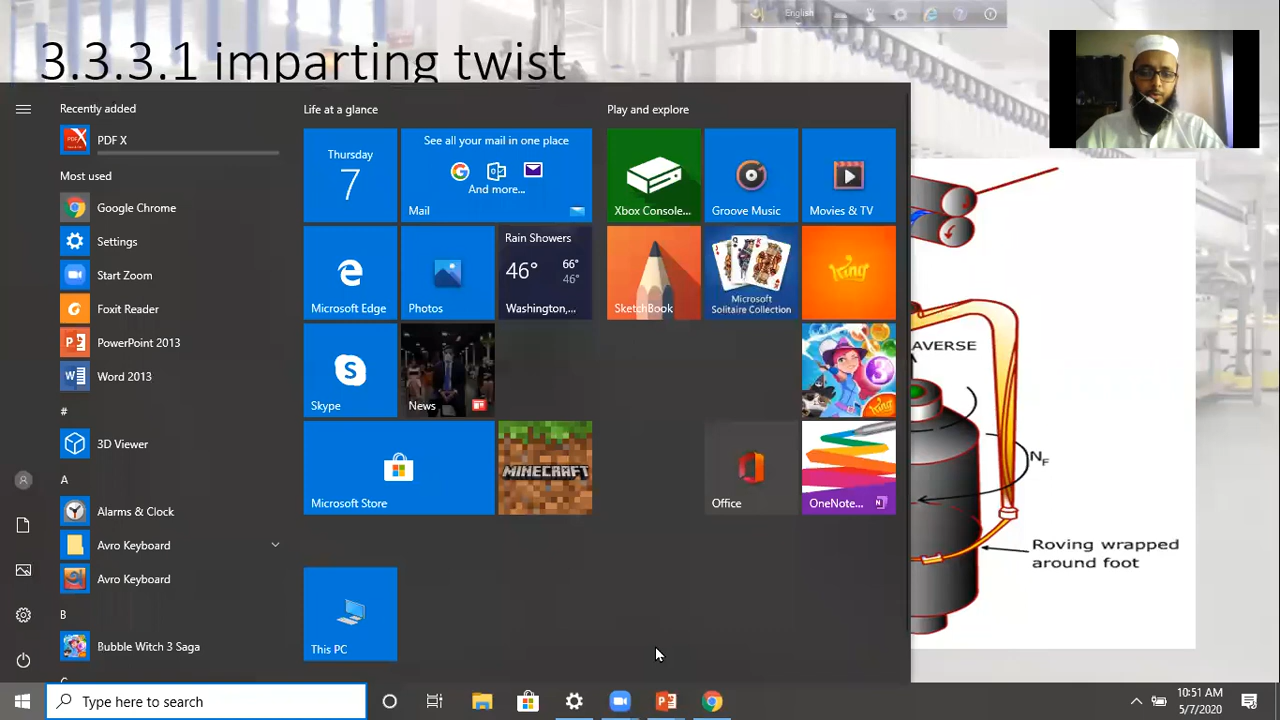 English
3.3.3.1 imparting twist
Recently added
PDF X
Most used
Google Chrome
Settings
Start Zoom
Foxit Reader
PowerPoint 2013
Word 2013
#
3D Viewer
A
Alarms & Clock
Avro Keyboard
Avro Keyboard
B
Bubble Witch 3 Saga
Life at a glance
Thursday
7
See all your mail in one place
And more...
Mail
Microsoft Edge
Photos
Rain Showers
46° 66°
46°
Washington,...
Skype
News
Microsoft Store
MINECRAFT
This PC
Play and explore
Xbox Console...
Groove Music
Movies & TV
SketchBook
Microsoft
Solitaire Collection
king
3
king
Office
OneNote...
AVERSE
NF
Roving wrapped
around foot
Type here to search
10:51 AM
5/7/2020